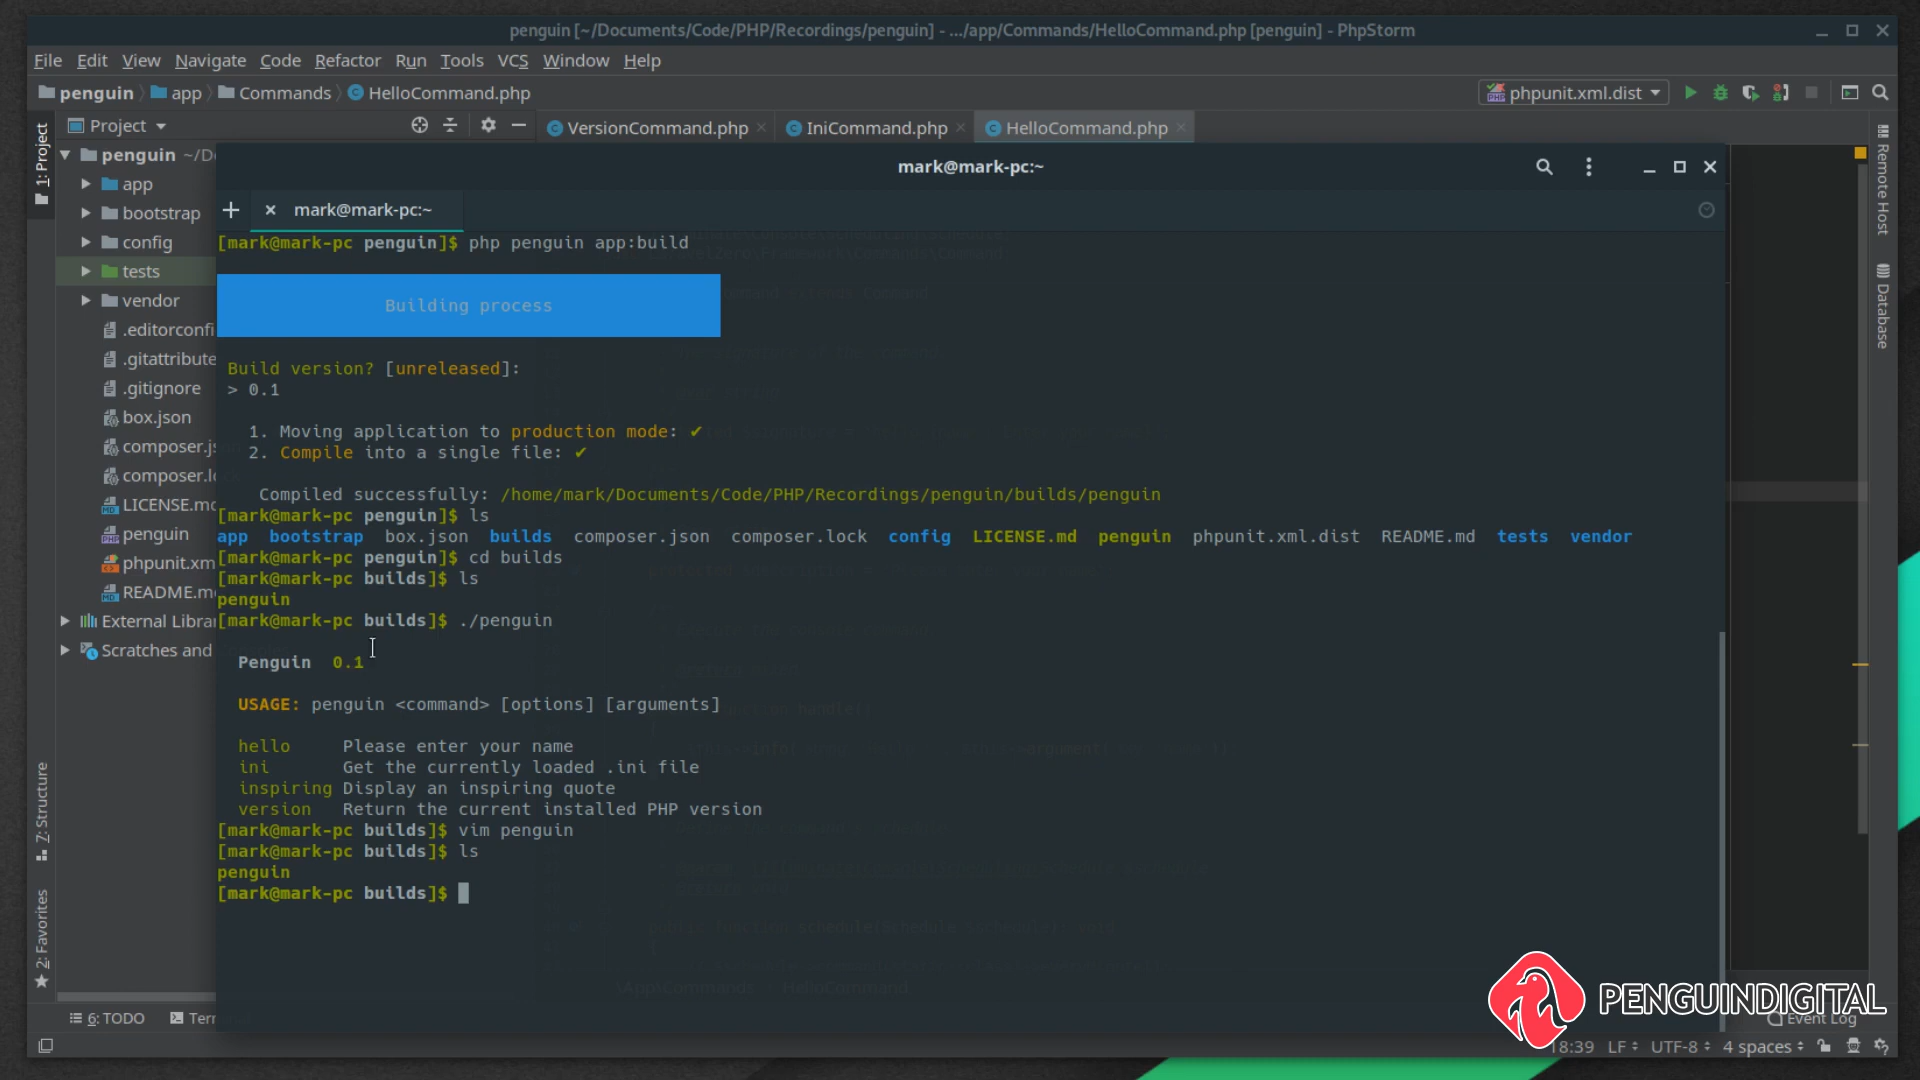 penguin [~/Documents/Code/PHP/Recordings/penguin] - .../app/Commands/HelloCommand.php [penguin] - PhpStorm
File Edit View Navigate Code Refactor Run Tools VCS Window Help
penguin app Commands HelloCommand.php phpunit.xml.dist
Project VersionCommand.php IniCommand.php HelloCommand.php
1: Project
Remote Host
Database
7: Structure
2: Favorites
penguin ~/D
app
bootstrap
config
tests
vendor
.editorconfi
.gitattribute
.gitignore
box.json
composer.js
composer.lo
LICENSE.md
penguin
phpunit.xm
README.m
External Librar
Scratches and
mark@mark-pc:~
mark@mark-pc:~
[mark@mark-pc penguin]$ php penguin app:build
Building process
Build version? [unreleased]:
> 0.1
1. Moving application to production mode: ✔
2. Compile into a single file: ✔
Compiled successfully: /home/mark/Documents/Code/PHP/Recordings/penguin/builds/penguin
[mark@mark-pc penguin]$ ls
app bootstrap box.json builds composer.json composer.lock config LICENSE.md penguin phpunit.xml.dist README.md tests vendor
[mark@mark-pc penguin]$ cd builds
[mark@mark-pc builds]$ ls
penguin
[mark@mark-pc builds]$ ./penguin
Penguin 0.1
USAGE: penguin <command> [options] [arguments]
hello Please enter your name
ini Get the currently loaded .ini file
inspiring Display an inspiring quote
version Return the current installed PHP version
[mark@mark-pc builds]$ vim penguin
[mark@mark-pc builds]$ ls
penguin
[mark@mark-pc builds]$
PENGUINDIGITAL
6: TODO Ter Event Log
18:39 LF UTF-8 4 spaces